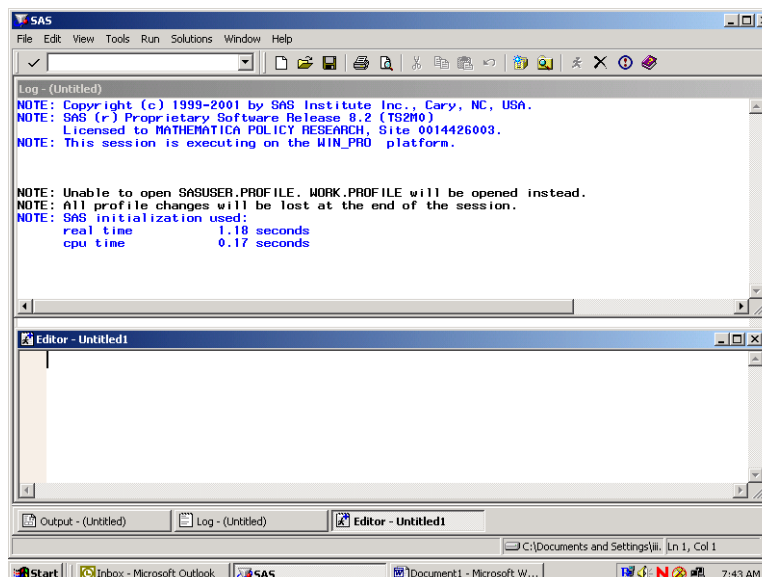 SAS
File Edit View Tools Run Solutions Window Help
Log - (Untitled)
NOTE: Copyright (c) 1999-2001 by SAS Institute Inc., Cary, NC, USA.
NOTE: SAS (r) Proprietary Software Release 8.2 (TS2M0)
Licensed to MATHEMATICA POLICY RESEARCH, Site 0014426003.
NOTE: This session is executing on the WIN_PRO platform.
NOTE: Unable to open SASUSER.PROFILE. WORK.PROFILE will be opened instead.
NOTE: All profile changes will be lost at the end of the session.
NOTE: SAS initialization used:
real time 1.18 seconds
cpu time 0.17 seconds
Editor - Untitled1
Output - (Untitled) Log - (Untitled) Editor - Untitled1
C:\Documents and Settings\iii. Ln 1, Col 1
Start Inbox - Microsoft Outlook SAS Document1 - Microsoft W... 7:43 AM